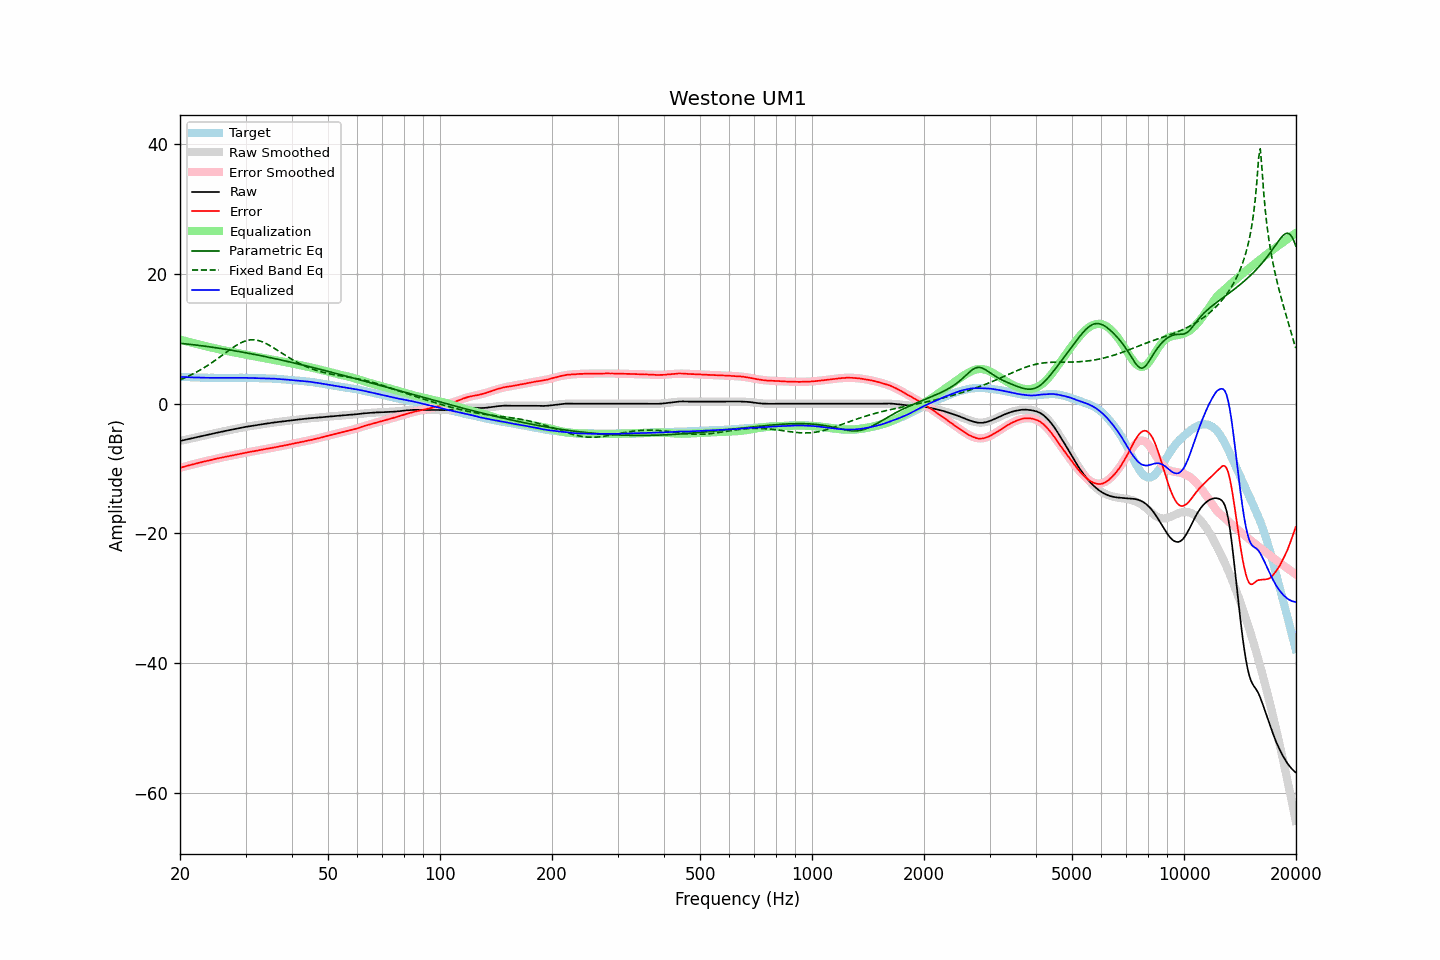 Westone UM1
Target
Raw Smoothed
Error Smoothed
Raw
Error
Equalization
Parametric Eq
Fixed Band Eq
Equalized
Amplitude (dBr)
40
20
0
−20
−40
−60
20 50 100 200 500 1000 2000 5000 10000 20000
Frequency (Hz)